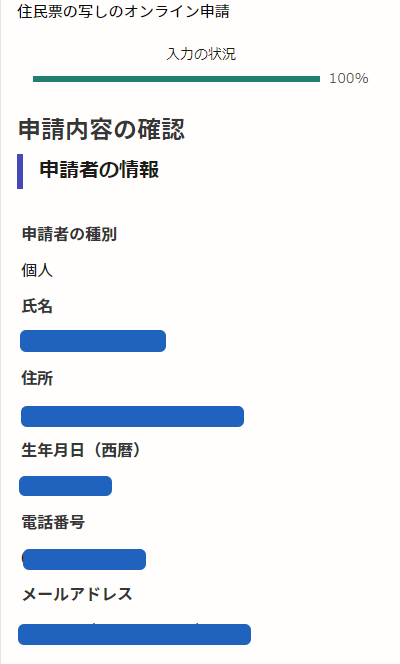 住民票の写しのオンライン申請
入力の状況
100%
申請内容の確認
申請者の情報
申請者の種別
個人
氏名
住所
生年月日（西暦）
電話番号
メールアドレス